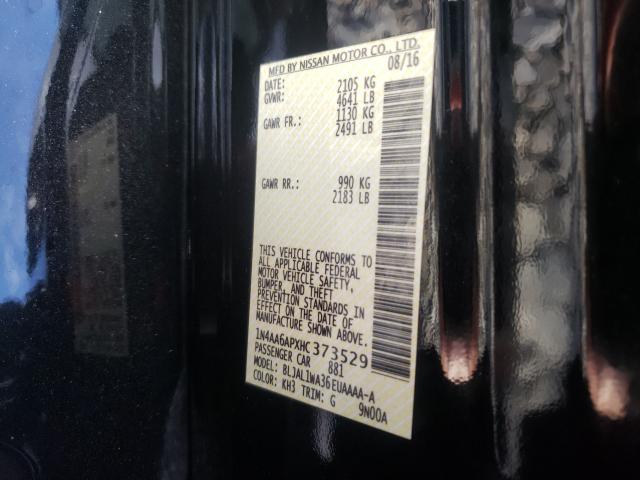 MFD BY NISSAN MOTOR CO., LTD.
DATE: 08/16
GVWR: 2105 KG
4641 LB
GAWR FR.: 1130 KG
2491 LB
GAWR RR.: 990 KG
2183 LB
THIS VEHICLE CONFORMS TO
ALL APPLICABLE FEDERAL
MOTOR VEHICLE SAFETY,
BUMPER, AND THEFT
PREVENTION STANDARDS IN
EFFECT ON THE DATE OF
MANUFACTURE SHOWN ABOVE.
1N4AA6APXHC373529
PASSENGER CAR 881
MODEL: BLJAL1WA36EUAAAA-A
COLOR: KH3 TRIM: G 9N00A